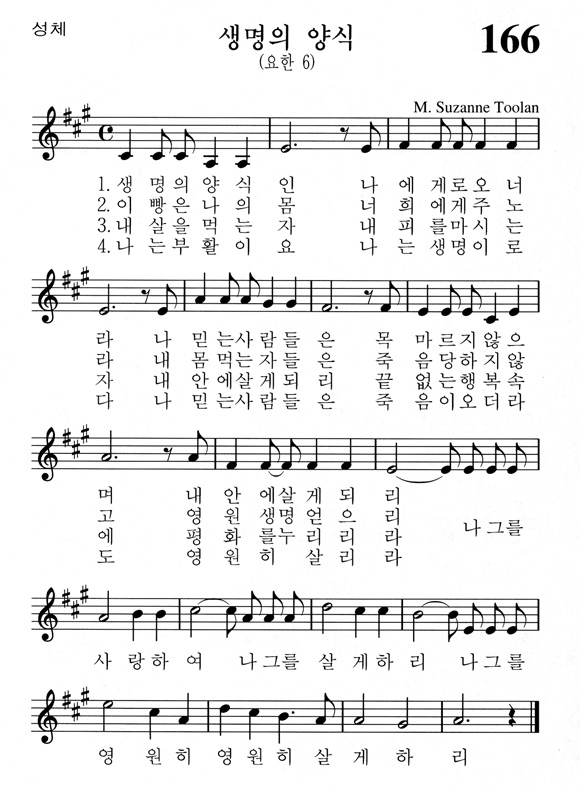 성체
생명의 양식
166
(요한 6)
M. Suzanne Toolan
1. 생 명의 양 식 인 나 에 게로오 너
2. 이 빵은 나 의 몸 너 희 에게 주 노
3. 내 살을 먹 는 자 내 피 를마 시 는
4. 나 는부 활 이 요 나 는 생명 이 로
라 나 믿 는사람 들 은 목 마 르지 않으
라 내 몸 먹는자 들 은 죽 음 당하 지 않
자 내 안 에살 게 되 리 끝 없 는행 복 속
다 나 믿 는사람 들 은 죽 음 이오 더 라
며 내 안 에살 게 되 리
고 영 원 생명 얻 으 리
에 평 화 를누 리 리 라
도 영 원 히 살 리 라
나 그를
사 랑 하 여 나그를 살 게 하 리 나그를
영 원 히 영 원 히 살 게 하 리